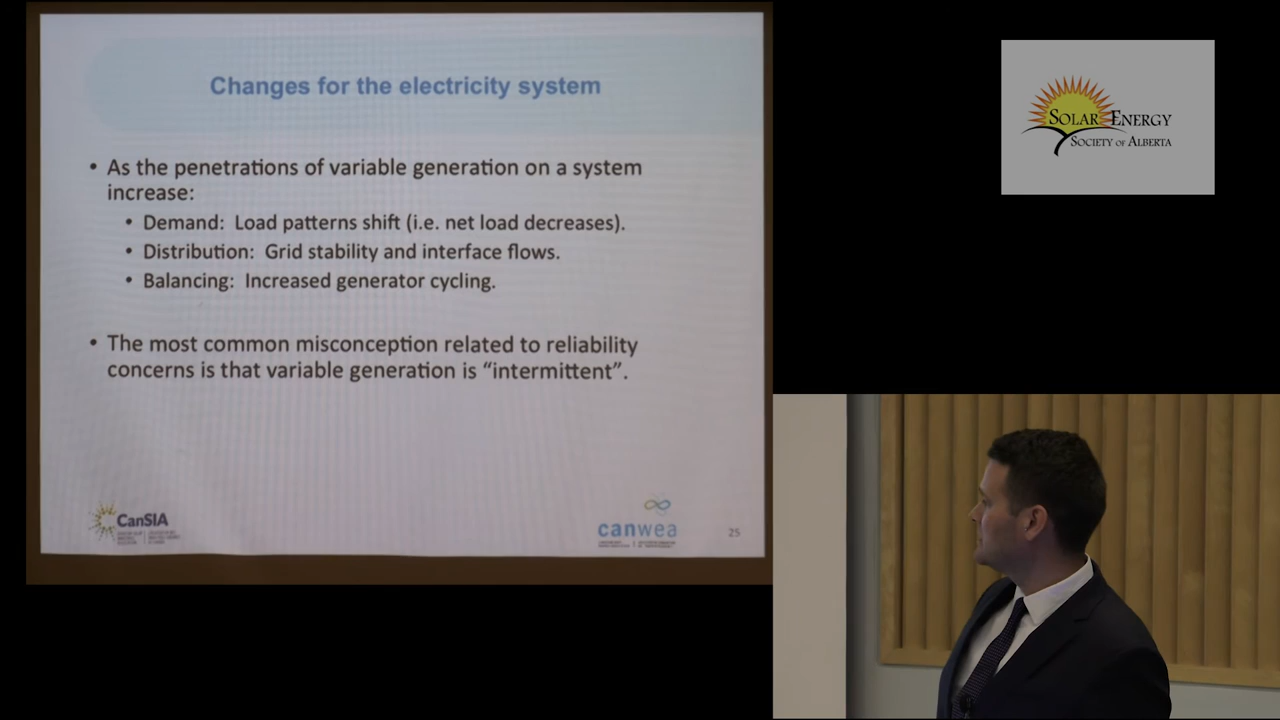 Changes for the electricity system
• As the penetrations of variable generation on a system
increase:
• Demand: Load patterns shift (i.e. net load decreases).
• Distribution: Grid stability and interface flows.
• Balancing: Increased generator cycling.
• The most common misconception related to reliability
concerns is that variable generation is “intermittent”.
CanSIA
canwea
25
SOLAR ENERGY
SOCIETY OF ALBERTA